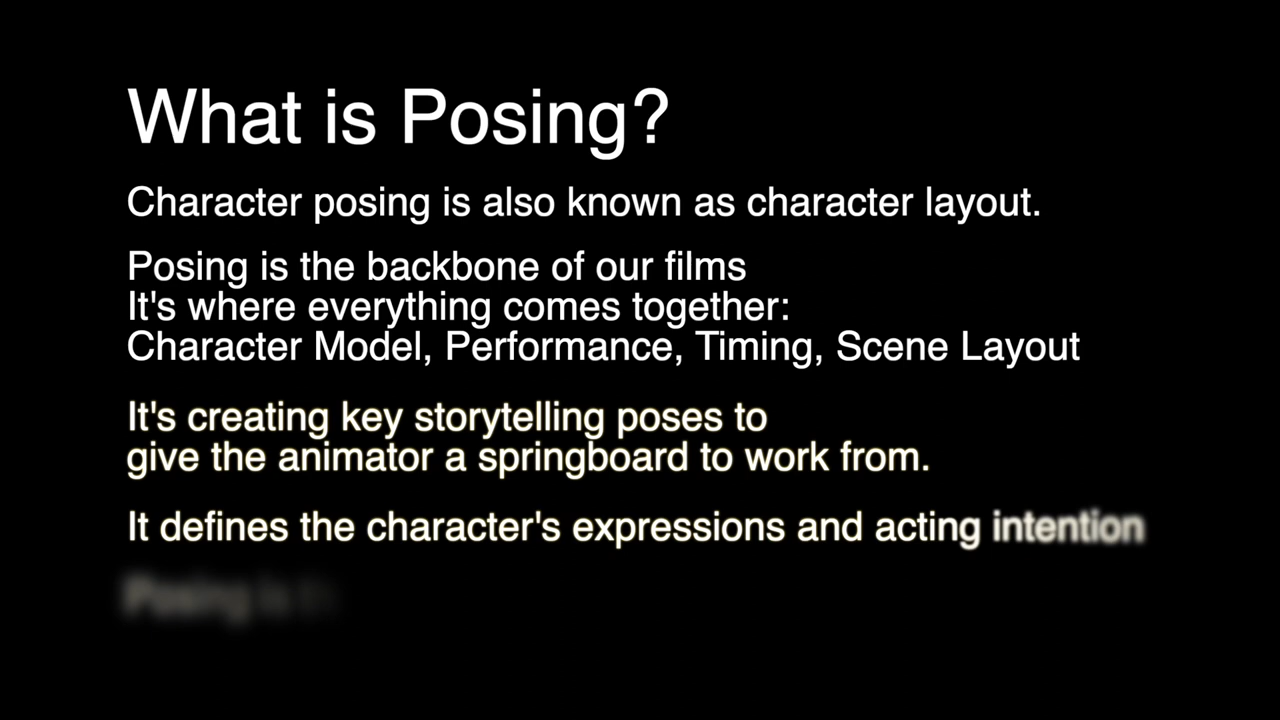 What is Posing?
Character posing is also known as character layout.
Posing is the backbone of our films
It's where everything comes together:
Character Model, Performance, Timing, Scene Layout
It's creating key storytelling poses to
give the animator a springboard to work from.
It defines the character's expressions and acting intention
Posing is